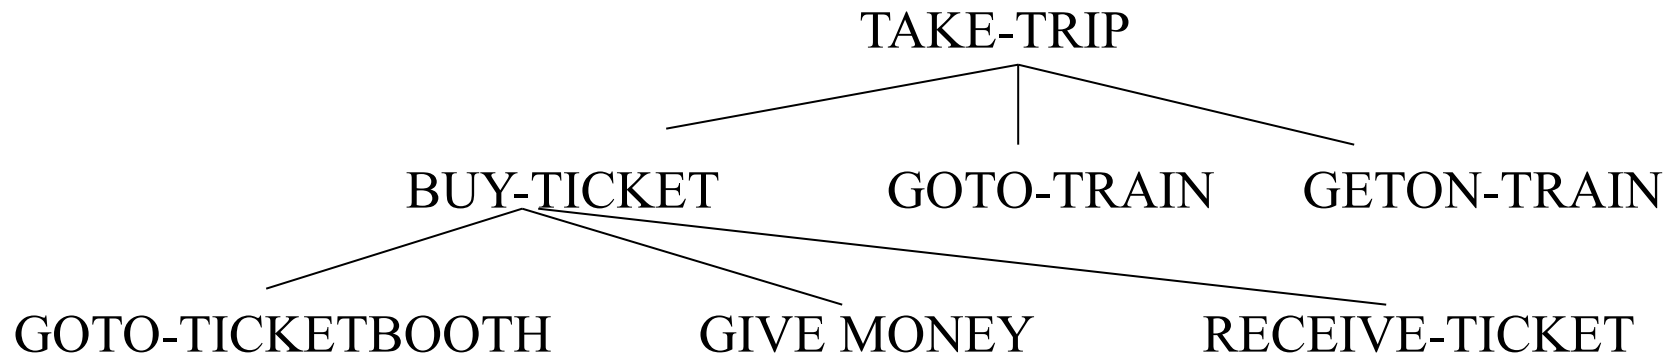 TAKE-TRIP
BUY-TICKET GOTO-TRAIN GETON-TRAIN
GOTO-TICKETBOOTH GIVE MONEY RECEIVE-TICKET